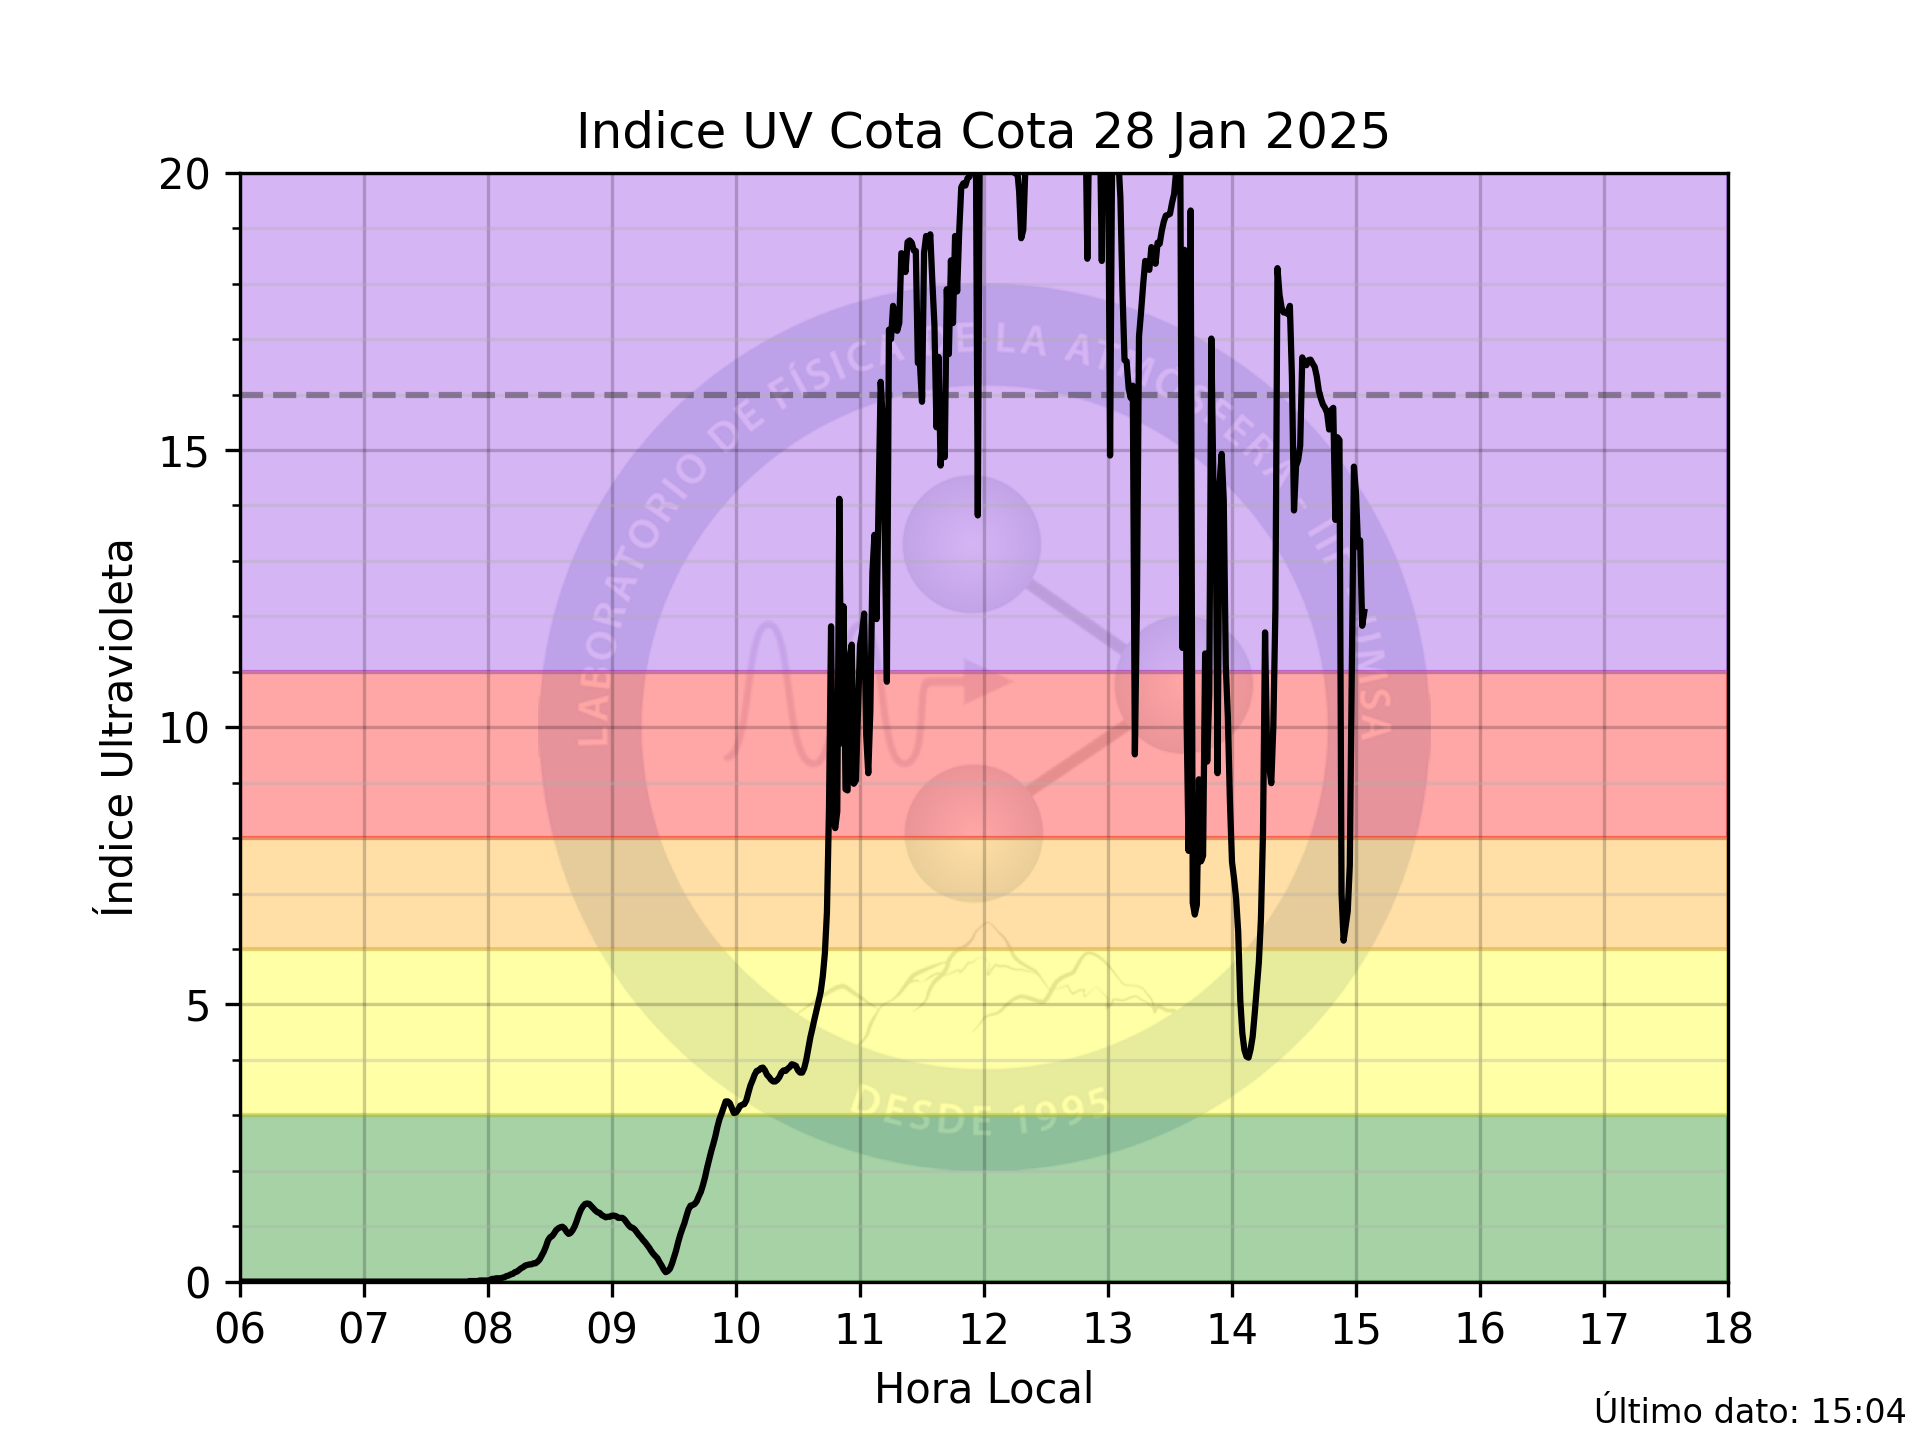 Indice UV Cota Cota 28 Jan 2025
20
15
10
5
0
Índice Ultravioleta
LABORATORIO DE FÍSICA DE LA ATMOSFERA - IIF UMSA
DESDE 1995
06 07 08 09 10 11 12 13 14 15 16 17 18
Hora Local
Último dato: 15:04